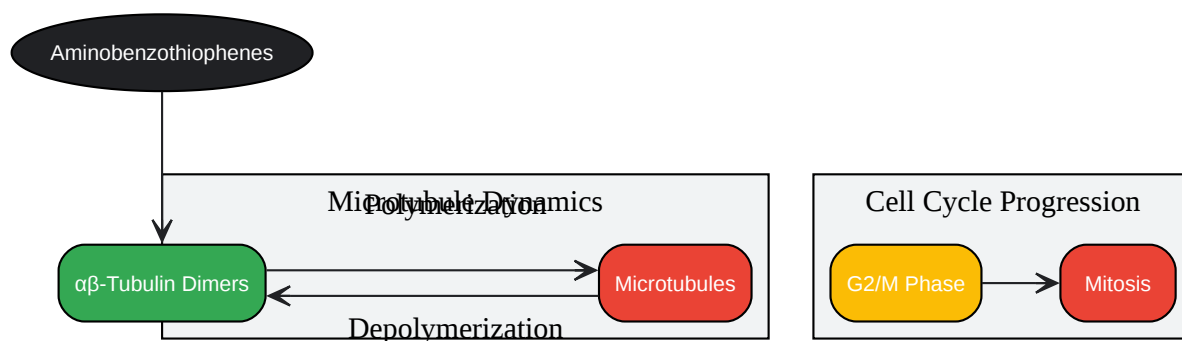 Aminobenzothiophenes
Microtubule Dynamics
Polymerization
Cell Cycle Progression
αβ-Tubulin Dimers
Microtubules
G2/M Phase
Mitosis
Depolymerization